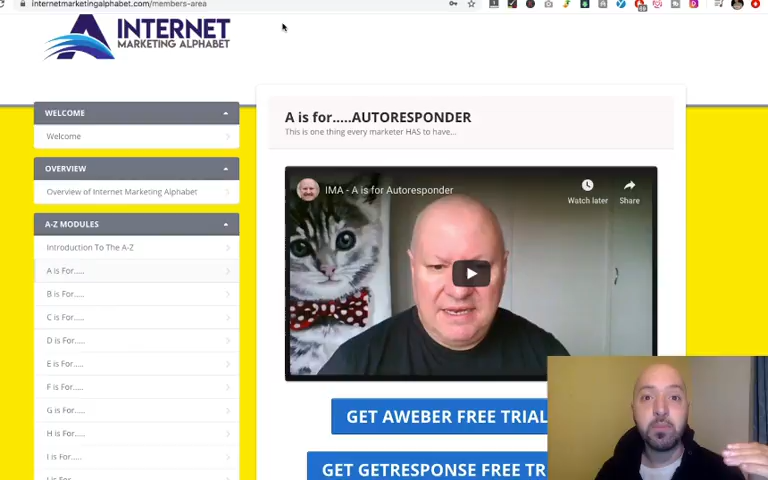 internetmarketingalphabet.com/members-area
INTERNET
MARKETING ALPHABET
WELCOME
Welcome
OVERVIEW
Overview of Internet Marketing Alphabet
A-Z MODULES
Introduction To The A-Z
A is For.....
B is For.....
C is For.....
D is For.....
E is For.....
F is For.....
G is For.....
H is For.....
I is For.....
A is for.....AUTORESPONDER
This is one thing every marketer HAS to have...
IMA - A is for Autoresponder
Watch later
Share
GET AWEBER FREE TRIAL
GET GETRESPONSE FREE TR